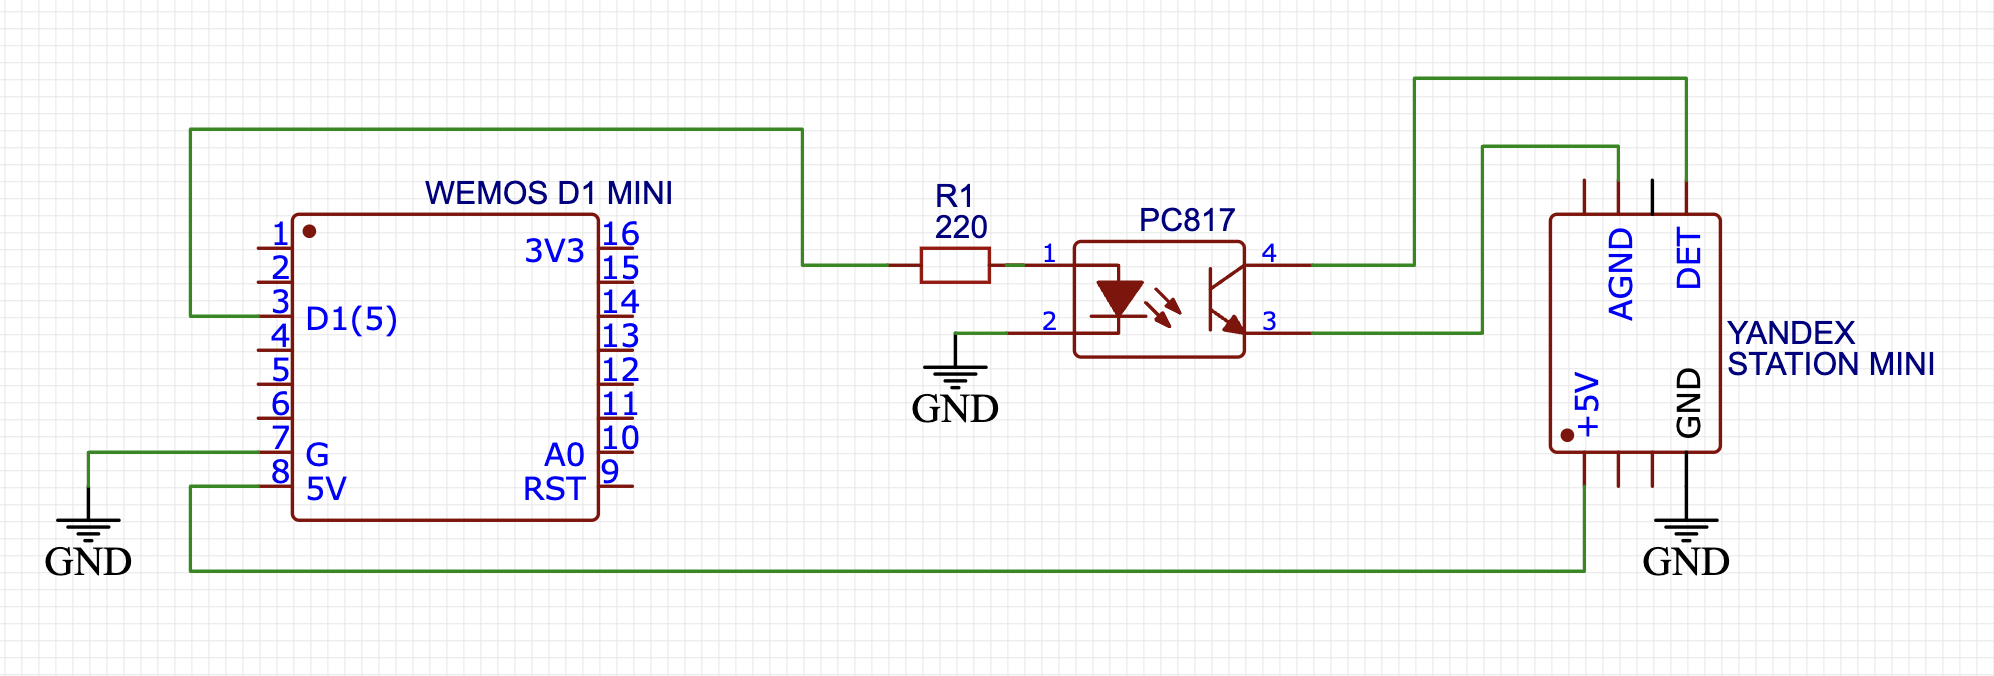 WEMOS D1 MINI
1
2
3
4
5
6
7
8
D1(5)
G
5V
3V3
A0
RST
16
15
14
13
12
11
10
9
GND
R1
220
PC817
1
2
4
3
GND
AGND
DET
+5V
GND
YANDEX
STATION MINI
GND